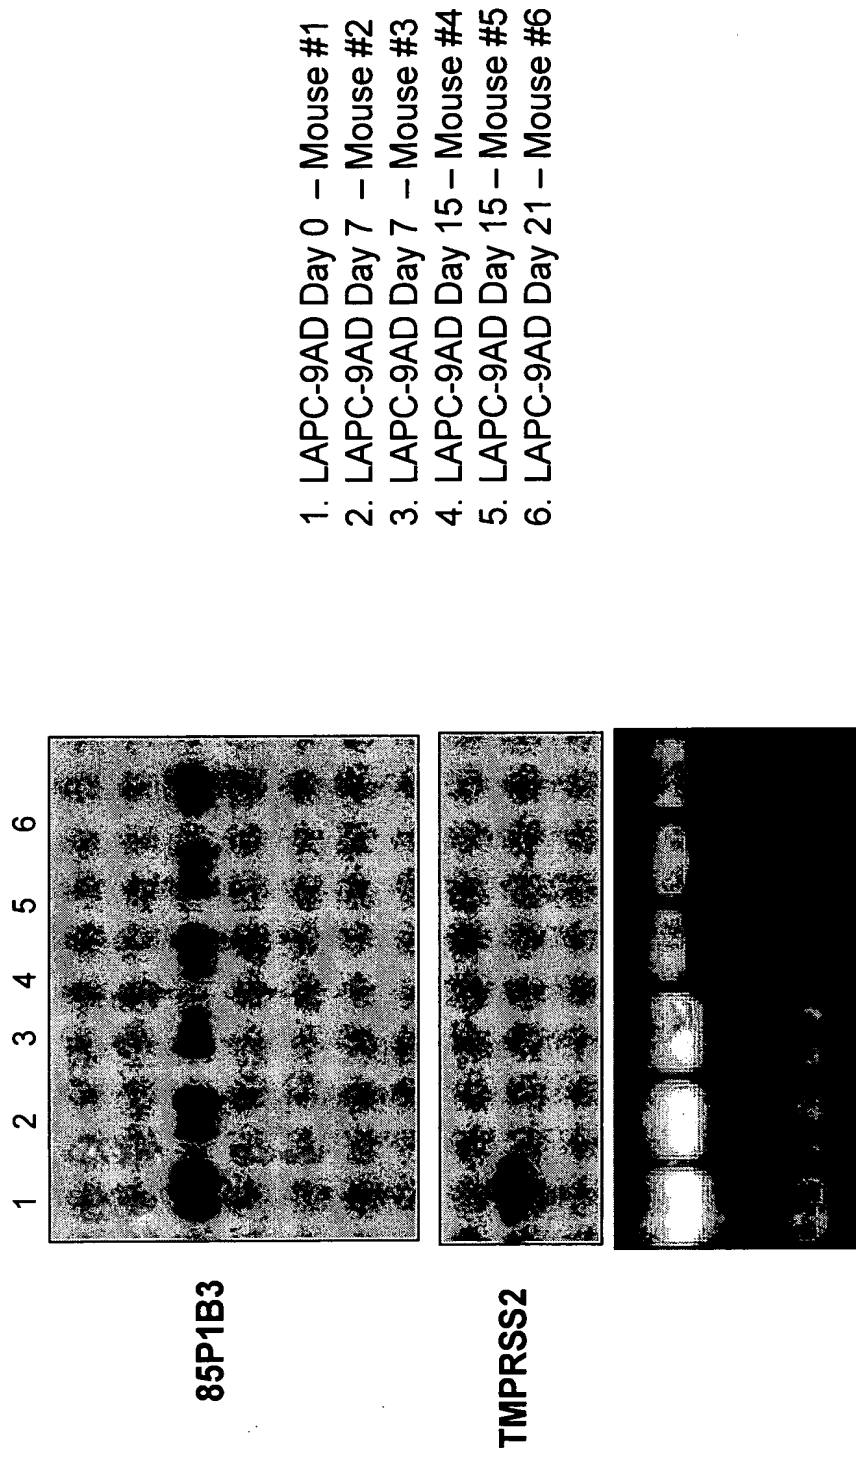 1 2 3 4 5 6
85P1B3
TMPRSS2
1. LAPC-9AD Day 0 – Mouse #1
2. LAPC-9AD Day 7 – Mouse #2
3. LAPC-9AD Day 7 – Mouse #3
4. LAPC-9AD Day 15 – Mouse #4
5. LAPC-9AD Day 15 – Mouse #5
6. LAPC-9AD Day 21 – Mouse #6